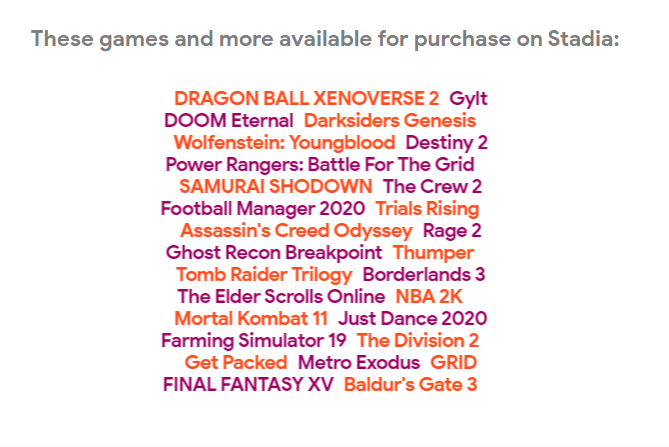 These games and more available for purchase on Stadia:
DRAGON BALL XENOVERSE 2 Gylt
DOOM Eternal Darksiders Genesis
Wolfenstein: Youngblood Destiny 2
Power Rangers: Battle For The Grid
SAMURAI SHODOWN The Crew 2
Football Manager 2020 Trials Rising
Assassin's Creed Odyssey Rage 2
Ghost Recon Breakpoint Thumper
Tomb Raider Trilogy Borderlands 3
The Elder Scrolls Online NBA 2K
Mortal Kombat 11 Just Dance 2020
Farming Simulator 19 The Division 2
Get Packed Metro Exodus GRID
FINAL FANTASY XV Baldur's Gate 3